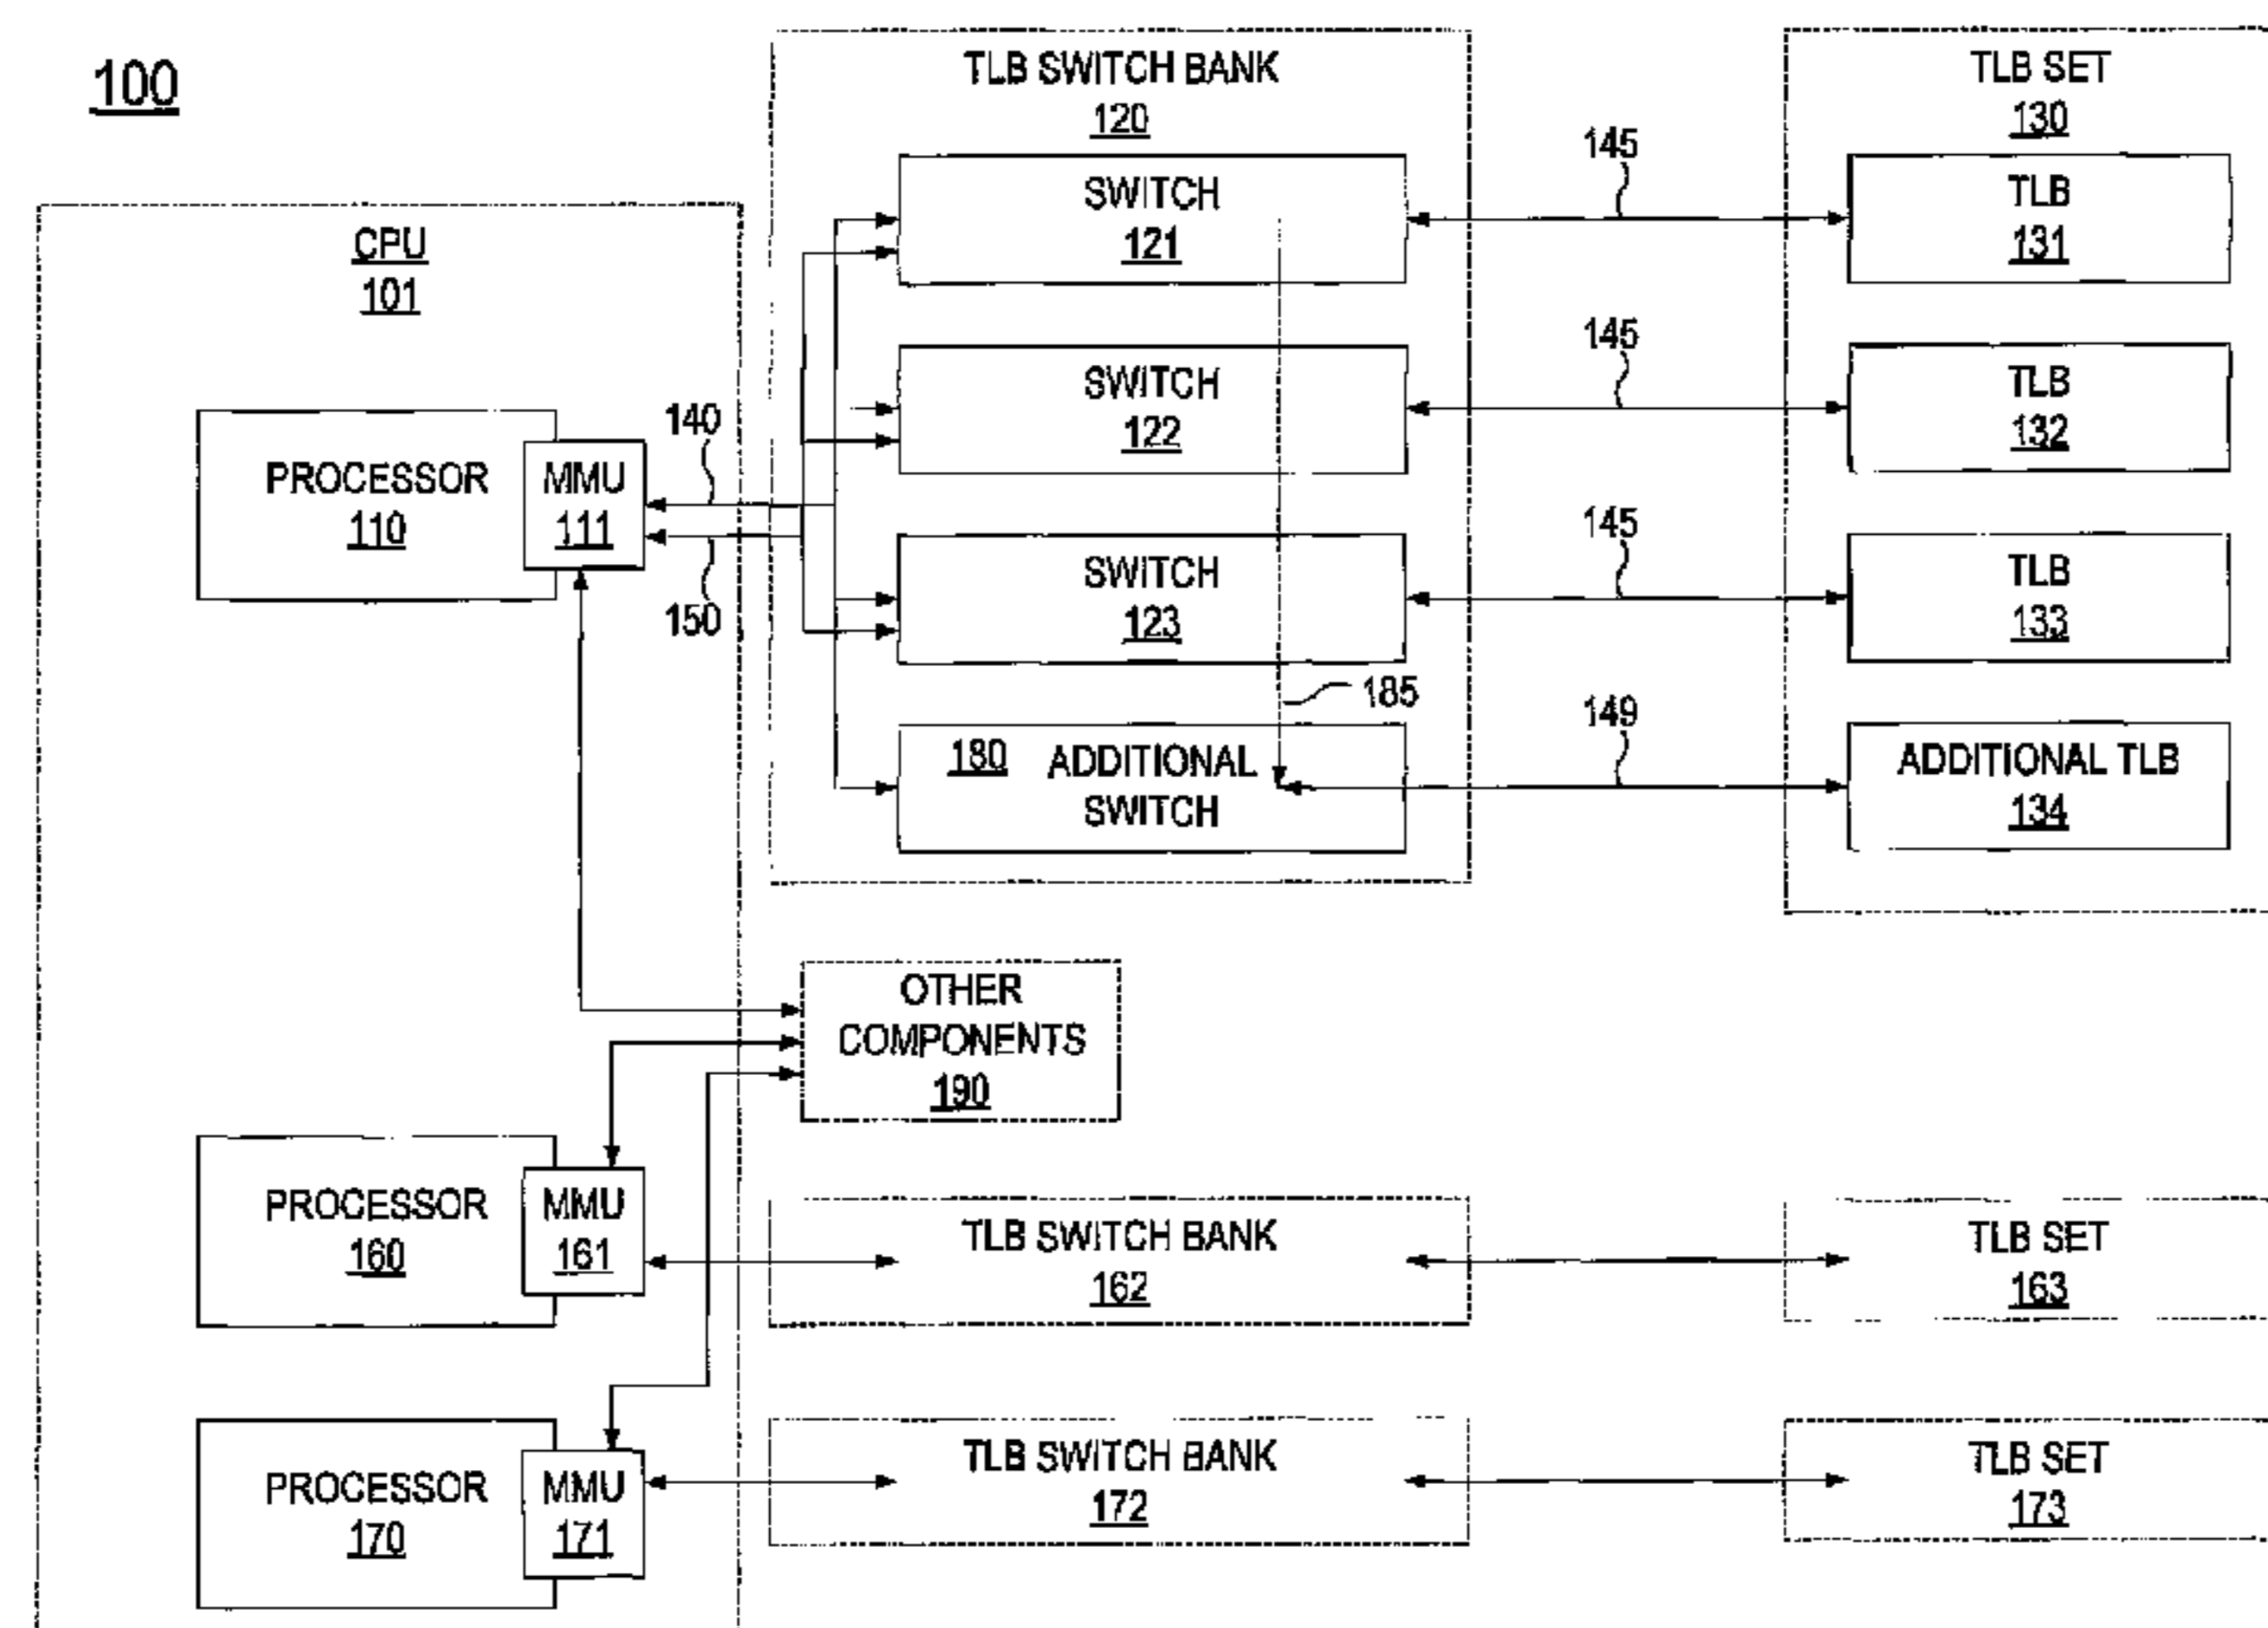 100
CPU
101
PROCESSOR
110
MMU
111
140
150
TLB SWITCH BANK
120
SWITCH
121
SWITCH
122
SWITCH
123
185
180 ADDITIONAL
SWITCH
145
145
145
149
TLB SET
130
TLB
131
TLB
132
TLB
133
ADDITIONAL TLB
134
OTHER
COMPONENTS
190
PROCESSOR
160
MMU
161
TLB SWITCH BANK
162
TLB SET
163
PROCESSOR
170
MMU
171
TLB SWITCH BANK
172
TLB SET
173